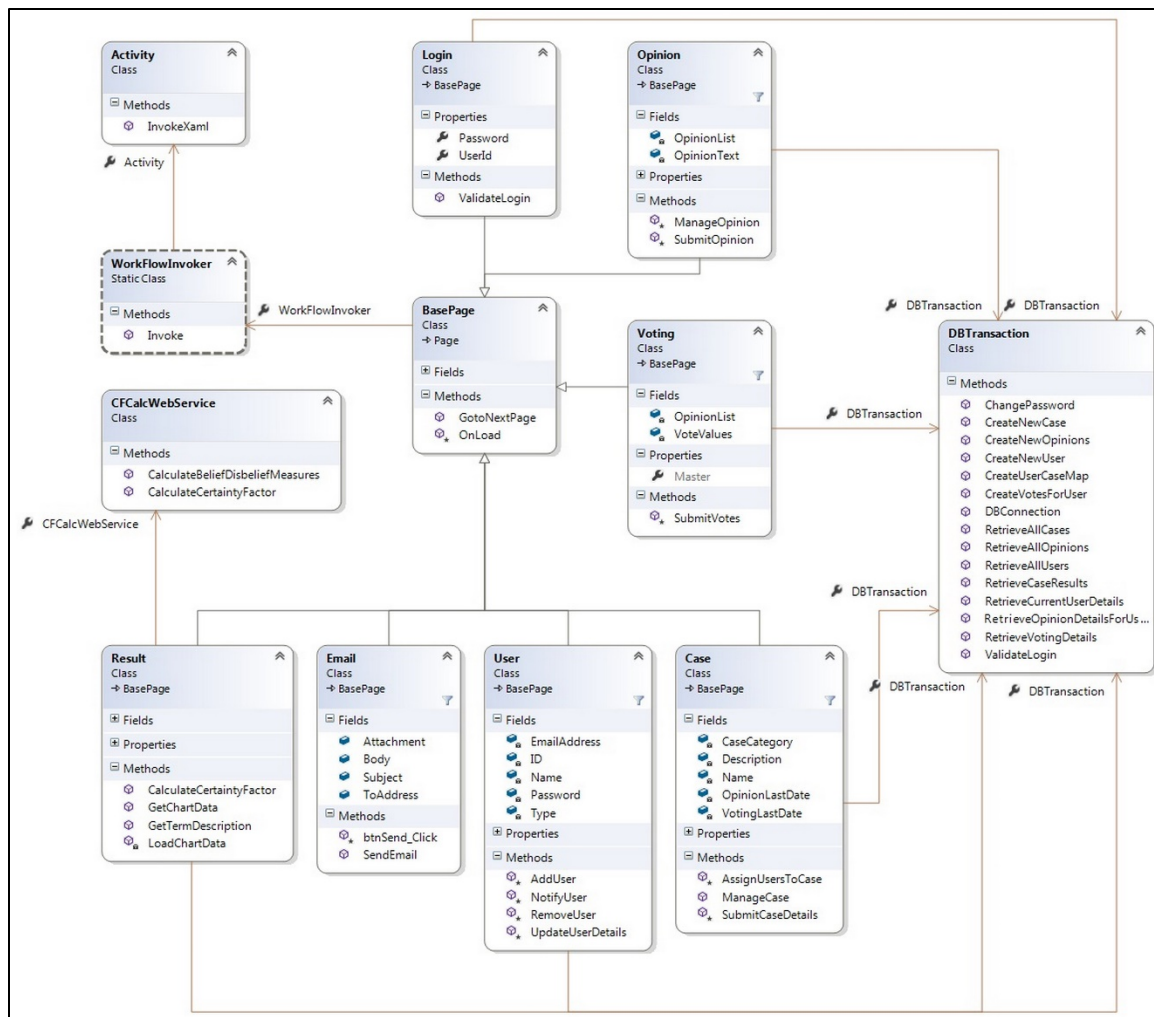 Activity
Class
Methods
InvokeXaml
Activity
WorkFlowInvoker
Static Class
Methods
Invoke
WorkFlowInvoker
Login
Class
BasePage
Properties
Password
UserId
Methods
ValidateLogin
Opinion
Class
BasePage
Fields
OpinionList
OpinionText
Properties
Methods
ManageOpinion
SubmitOpinion
BasePage
Class
Page
Fields
Methods
GotoNextPage
OnLoad
Voting
Class
BasePage
Fields
OpinionList
VoteValues
Properties
Master
Methods
SubmitVotes
DBTransaction
DBTransaction
DBTransaction
DBTransaction
DBTransaction
DBTransaction
DBTransaction
Class
Methods
ChangePassword
CreateNewCase
CreateNewOpinions
CreateNewUser
CreateUserCaseMap
CreateVotesForUser
DBConnection
RetrieveAllCases
RetrieveAllOpinions
RetrieveAllUsers
RetrieveCaseResults
RetrieveCurrentUserDetails
RetrieveOpinionDetailsForUs...
RetrieveVotingDetails
ValidateLogin
CFCalcWebService
Class
Methods
CalculateBeliefDisbeliefMeasures
CalculateCertaintyFactor
CFCalcWebService
Result
Class
BasePage
Fields
Properties
Methods
CalculateCertaintyFactor
GetChartData
GetTermDescription
LoadChartData
Email
Class
BasePage
Fields
Attachment
Body
Subject
ToAddress
Methods
btnSend_Click
SendEmail
User
Class
BasePage
Fields
EmailAddress
ID
Name
Password
Type
Properties
Methods
AddUser
NotifyUser
RemoveUser
UpdateUserDetails
Case
Class
BasePage
Fields
CaseCategory
Description
Name
OpinionLastDate
VotingLastDate
Properties
Methods
AssignUsersToCase
ManageCase
SubmitCaseDetails